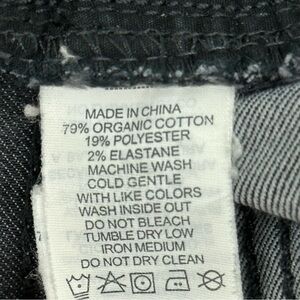 MADE IN CHINA
79% ORGANIC COTTON
19% POLYESTER
2% ELASTANE
MACHINE WASH
COLD GENTLE
WITH LIKE COLORS
WASH INSIDE OUT
DO NOT BLEACH
TUMBLE DRY LOW
IRON MEDIUM
DO NOT DRY CLEAN